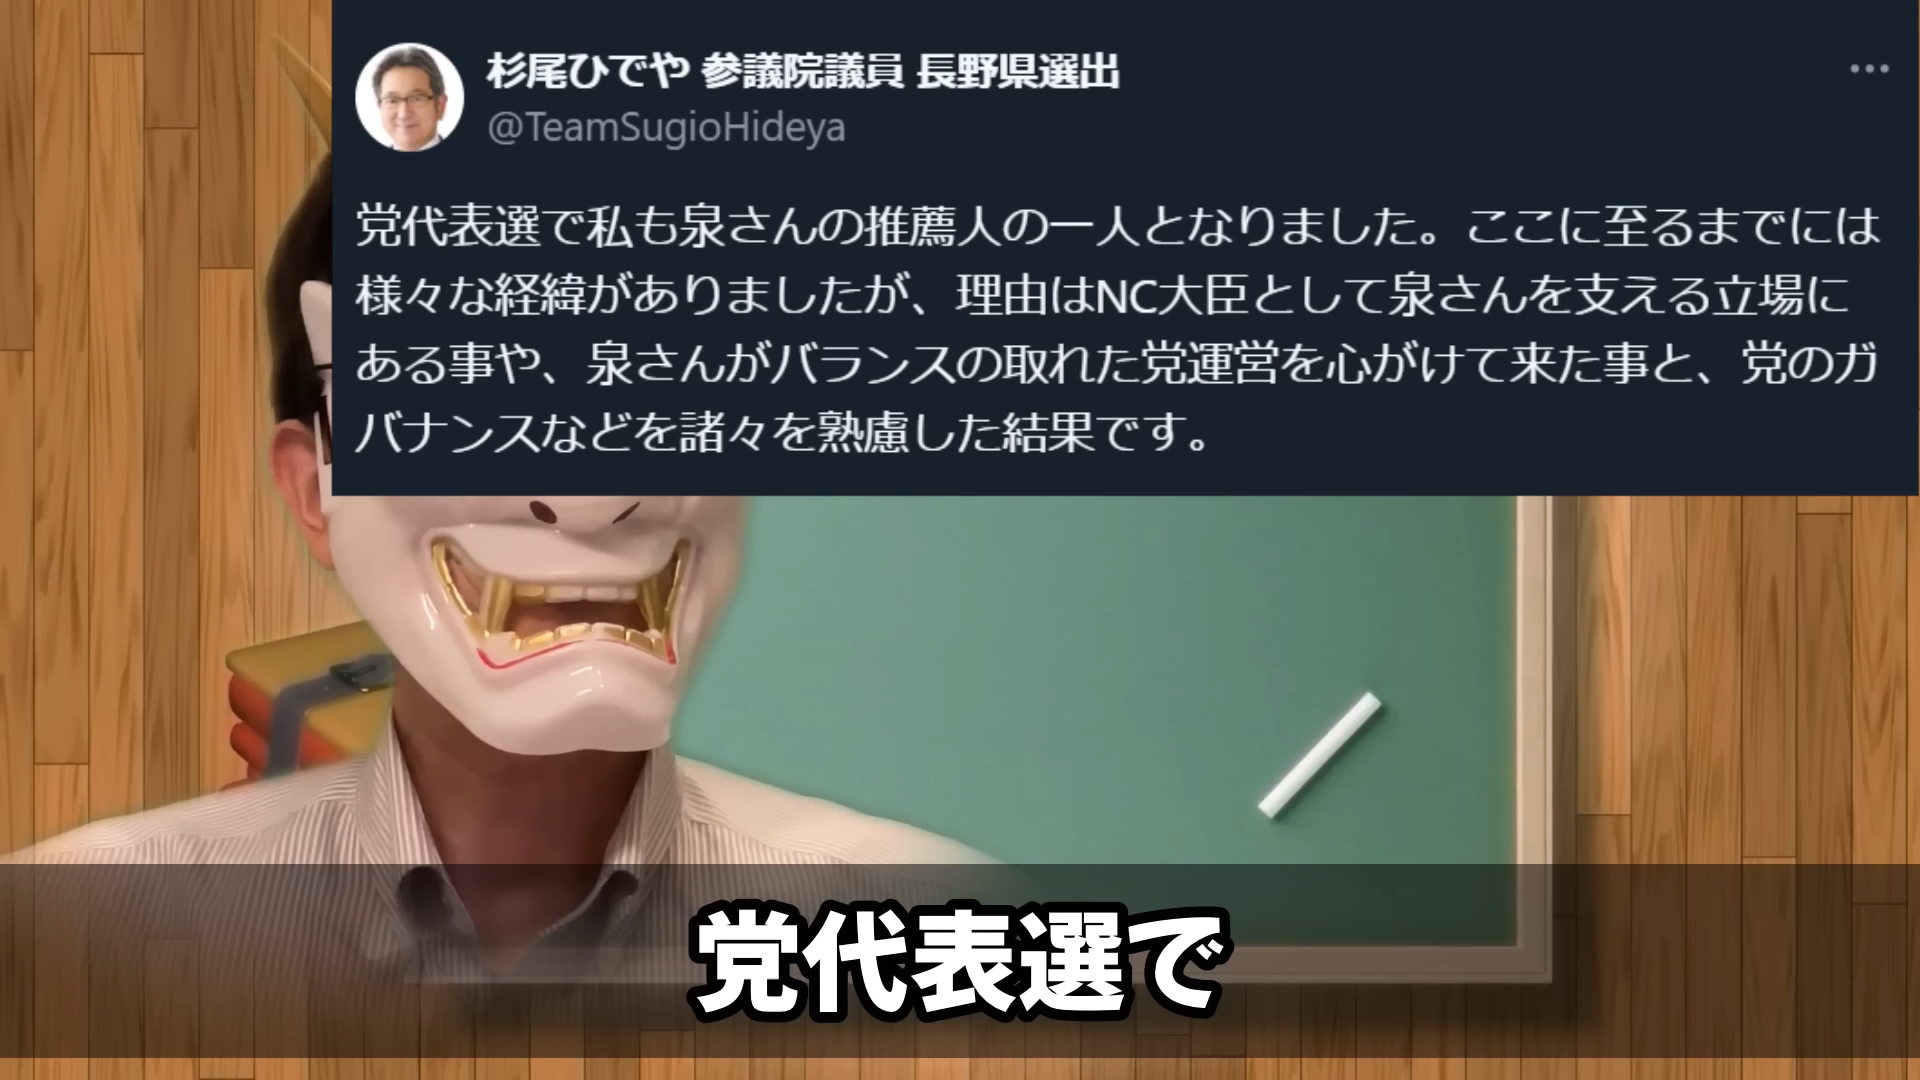 杉尾ひでや 参議院議員 長野県選出
@TeamSugioHideya
党代表選で私も泉さんの推薦人の一人となりました。ここに至るまでには
様々な経緯がありましたが、理由はNC大臣として泉さんを支える立場に
ある事や、泉さんがバランスの取れた党運営を心がけて来た事と、党のガ
バナンスなどを諸々を熟慮した結果です。
党代表選で